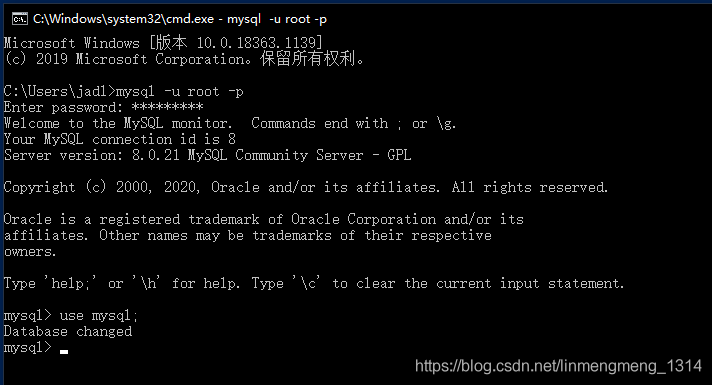 C:\Windows\system32\cmd.exe - mysql  -u root -p
Microsoft Windows [版本 10.0.18363.1139]
(c) 2019 Microsoft Corporation。保留所有权利。
C:\Users\jadl>mysql -u root -p
Enter password: *********
Welcome to the MySQL monitor.  Commands end with ; or \g.
Your MySQL connection id is 8
Server version: 8.0.21 MySQL Community Server - GPL
Copyright (c) 2000, 2020, Oracle and/or its affiliates. All rights reserved.
Oracle is a registered trademark of Oracle Corporation and/or its
affiliates. Other names may be trademarks of their respective
owners.
Type 'help;' or '\h' for help. Type '\c' to clear the current input statement.
mysql> use mysql;
Database changed
mysql>
https://blog.csdn.net/linmengmeng_1314